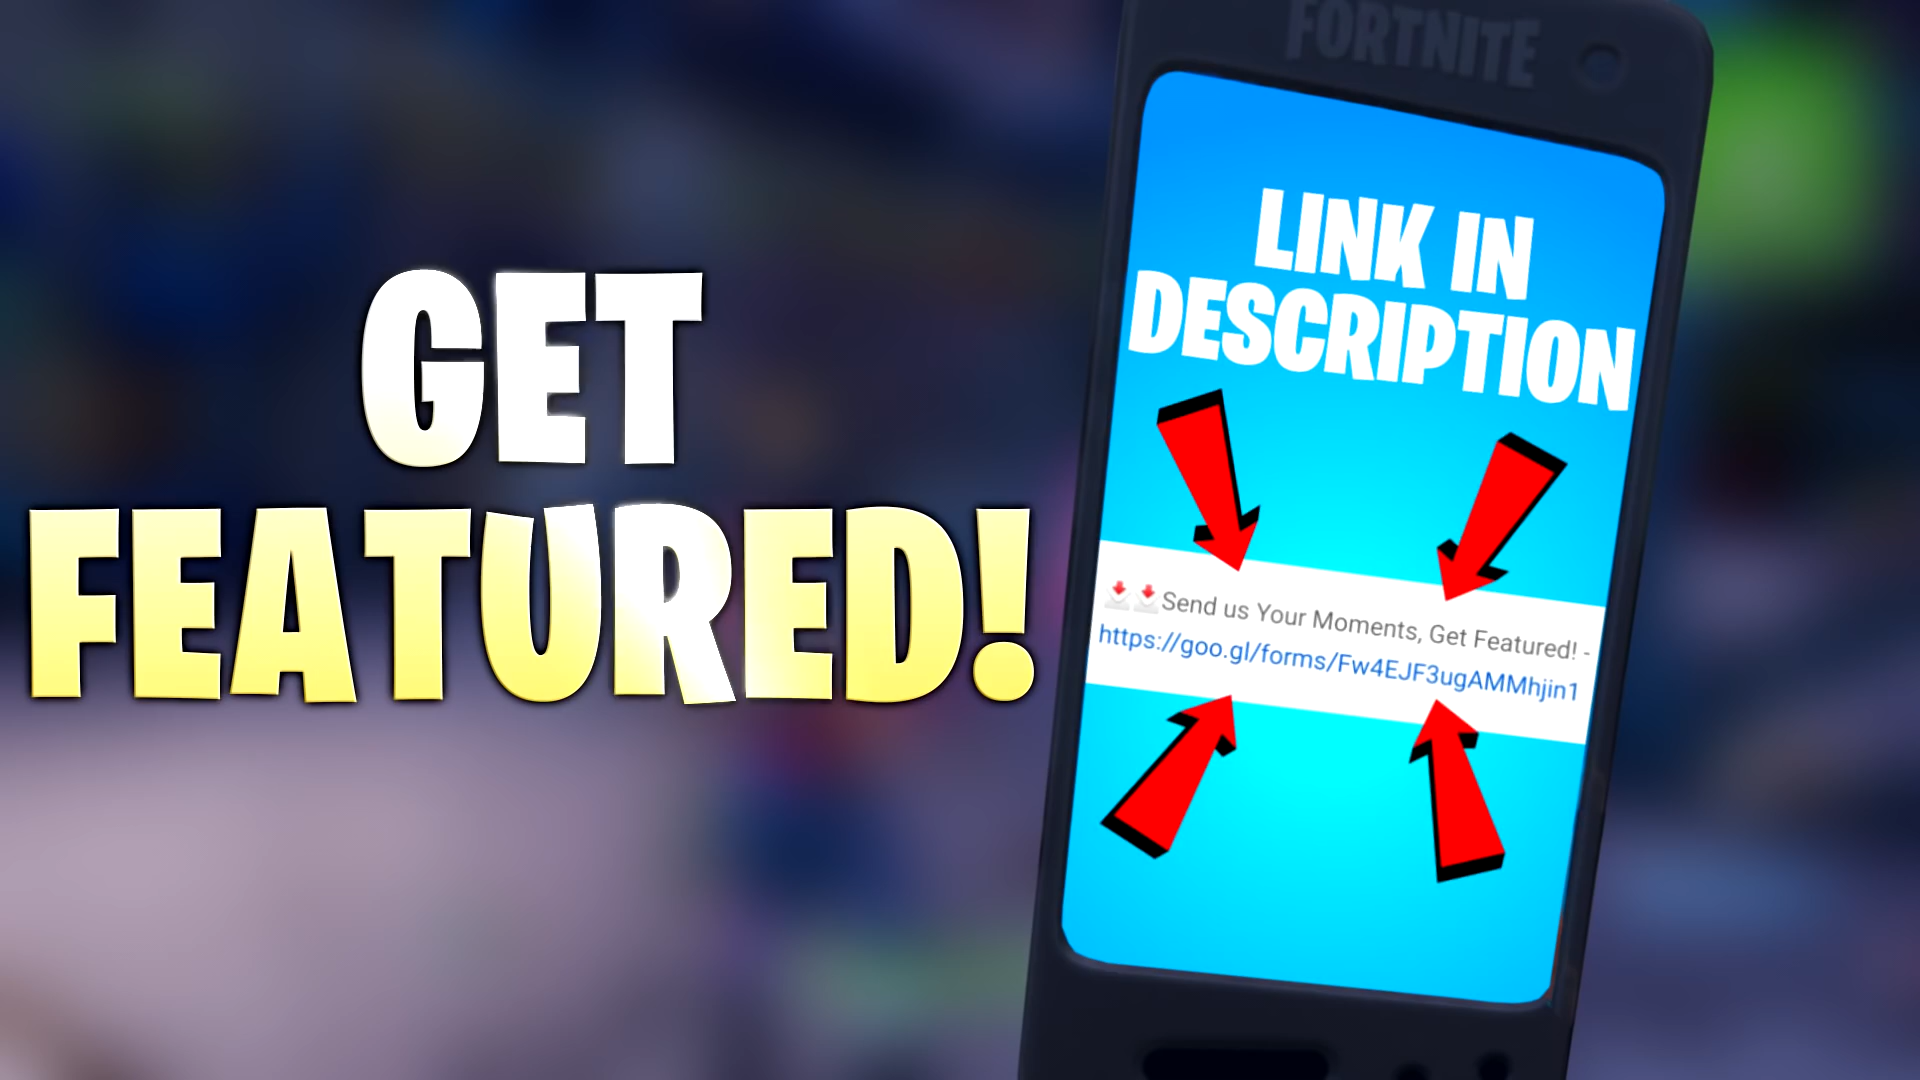 GET
FEATURED!
FORTNITE
LINK IN
DESCRIPTION
Send us Your Moments, Get Featured! -
https://goo.gl/forms/Fw4EJF3ugAMMhjin1